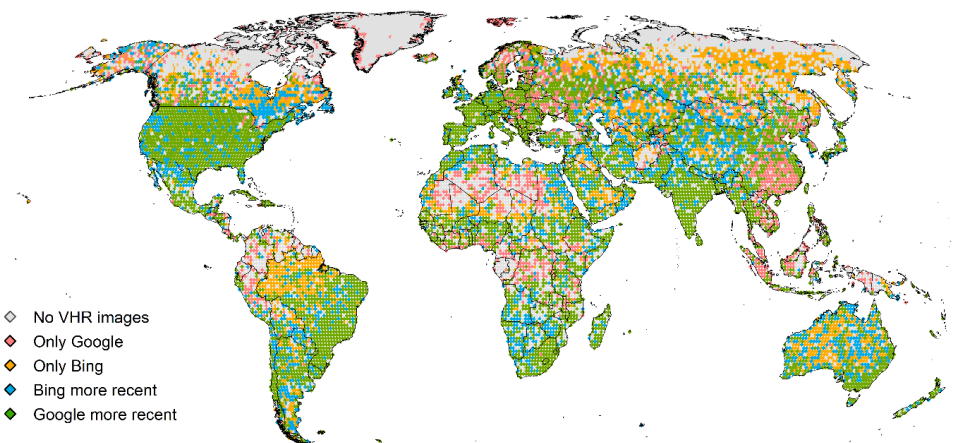 No VHR images
Only Google
Only Bing
Bing more recent
Google more recent